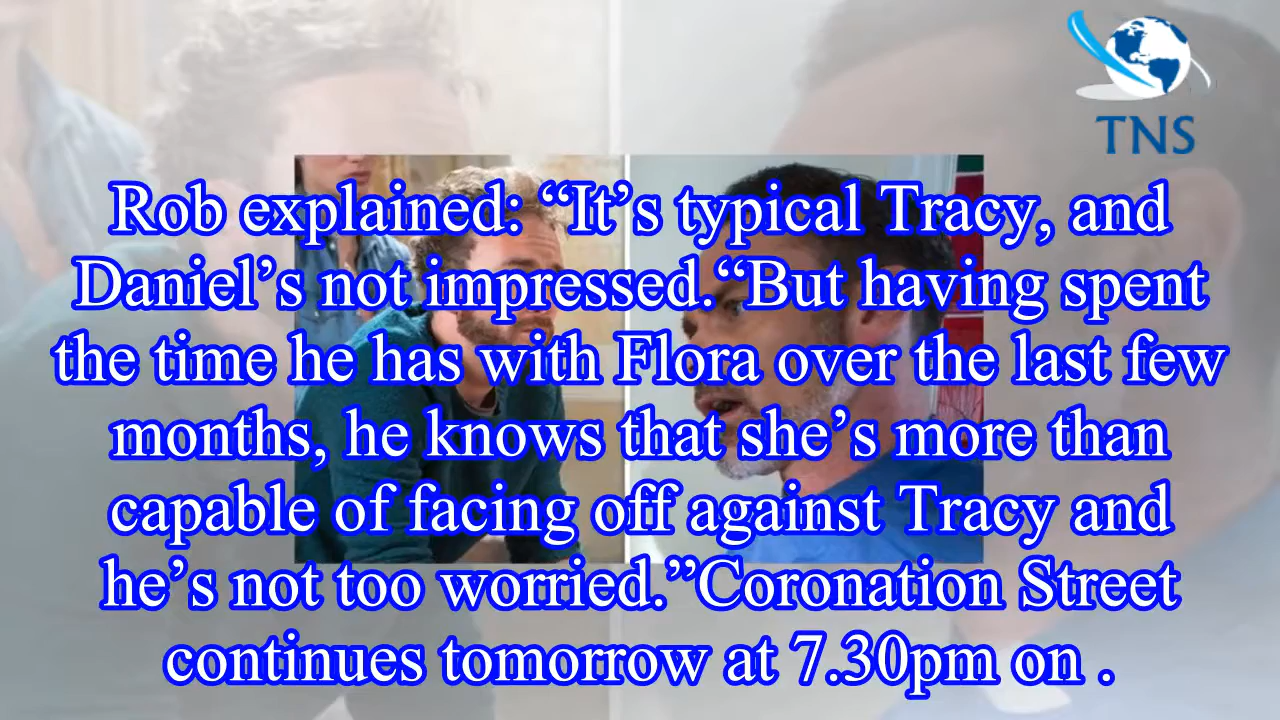 TNS
Rob explained: “It’s typical Tracy, and
Daniel’s not impressed.“But having spent
the time he has with Flora over the last few
months, he knows that she’s more than
capable of facing off against Tracy and
he’s not too worried.”Coronation Street
continues tomorrow at 7.30pm on .